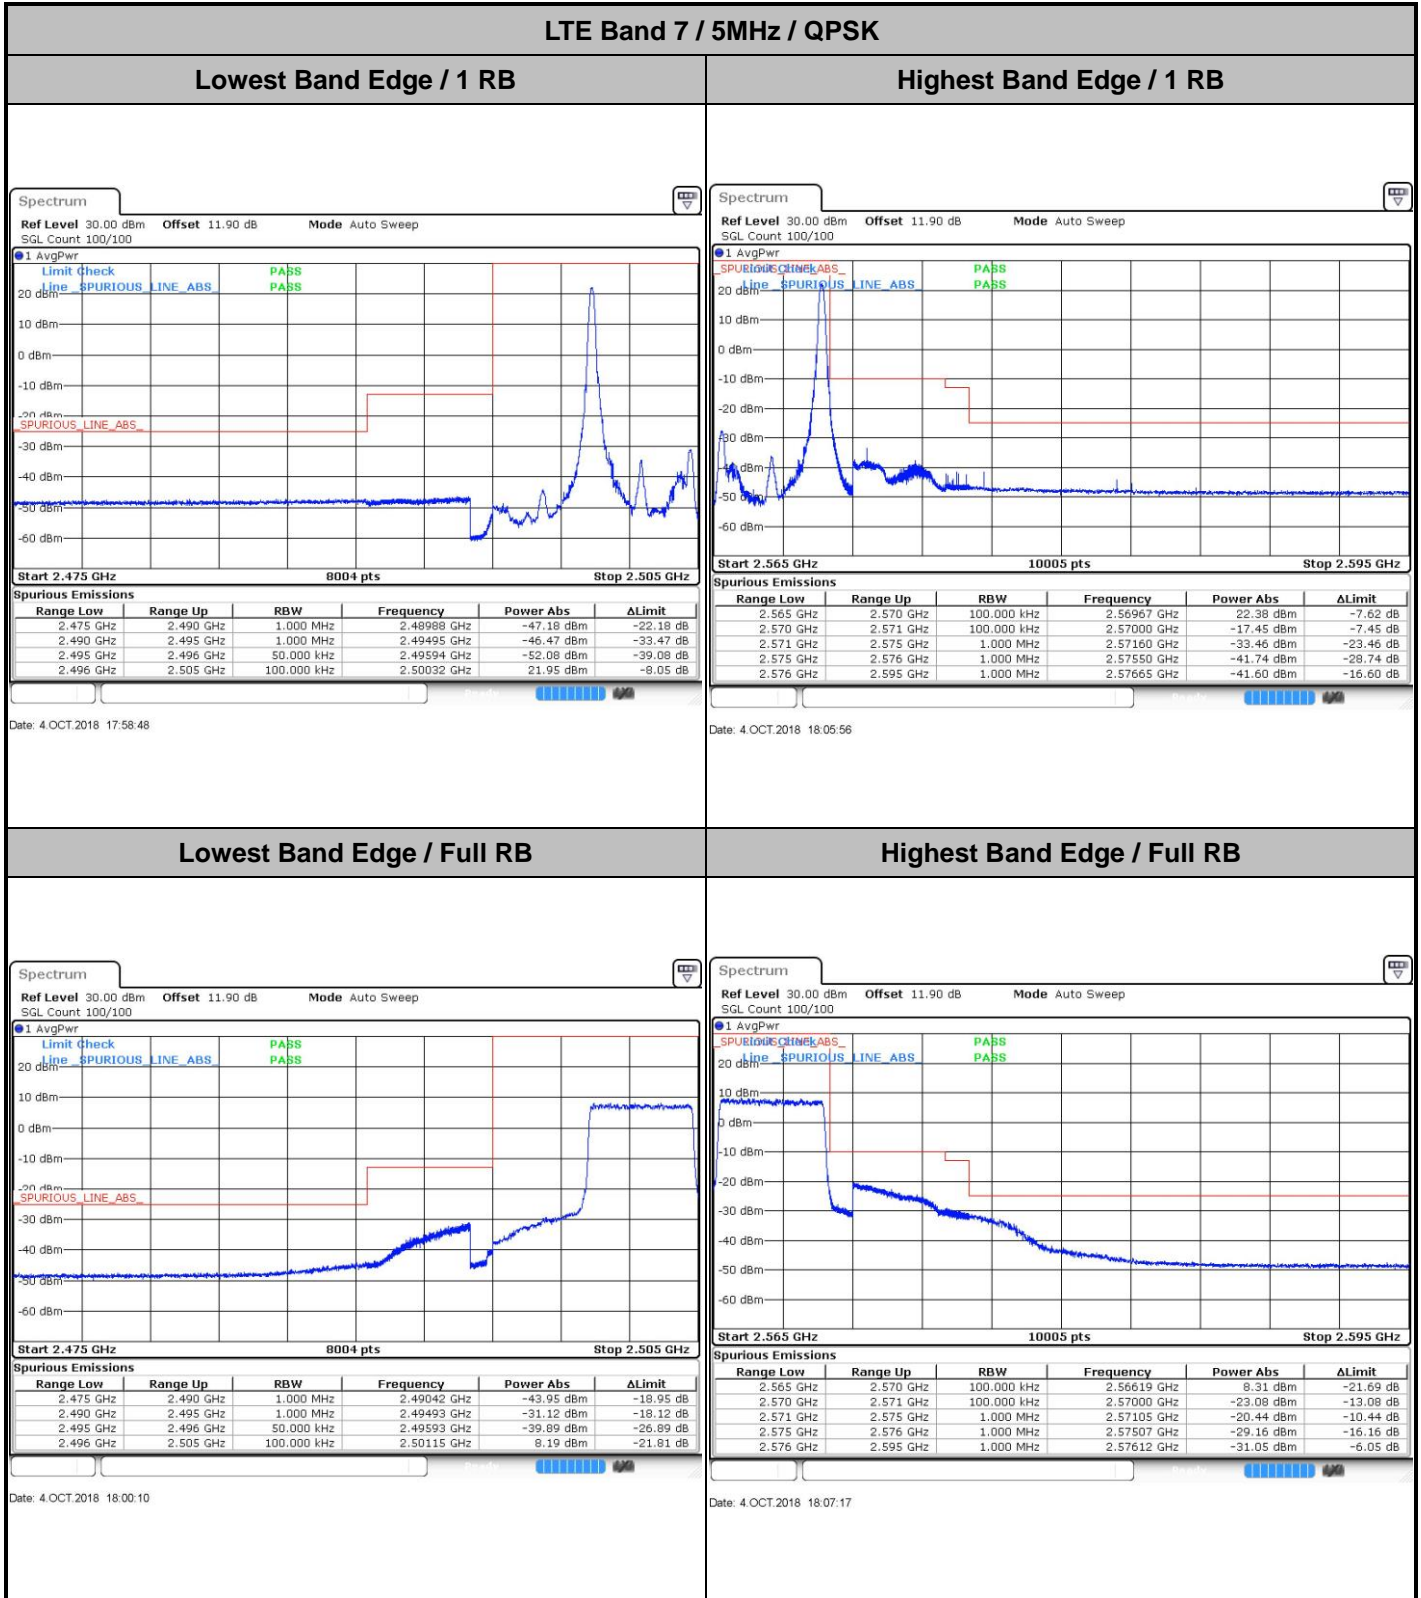 LTE Band 7 / 5MHz / QPSK
Lowest Band Edge / 1 RB
Highest Band Edge / 1 RB
Spectrum
Ref Level 30.00 dBm Offset 11.90 dB Mode Auto Sweep
SGL Count 100/100
1 AvgPwr
Limit Check PASS
Line _SPURIOUS_LINE_ABS_ PASS
20 dBm
10 dBm
0 dBm
-10 dBm
-20 dBm
_SPURIOUS_LINE_ABS_
-30 dBm
-40 dBm
-50 dBm
-60 dBm
Start 2.475 GHz 8004 pts Stop 2.505 GHz
Spurious Emissions
Range Low Range Up RBW Frequency Power Abs ΔLimit
2.475 GHz 2.490 GHz 1.000 MHz 2.48988 GHz -47.18 dBm -22.18 dB
2.490 GHz 2.495 GHz 1.000 MHz 2.49495 GHz -46.47 dBm -33.47 dB
2.495 GHz 2.496 GHz 50.000 kHz 2.49594 GHz -52.08 dBm -39.08 dB
2.496 GHz 2.505 GHz 100.000 kHz 2.50032 GHz 21.95 dBm -8.05 dB
Date: 4.OCT.2018 17:58:48
Spectrum
Ref Level 30.00 dBm Offset 11.90 dB Mode Auto Sweep
SGL Count 100/100
1 AvgPwr
_SPURIOUS_LINE_ABS_
Limit Check PASS
Line _SPURIOUS_LINE_ABS_ PASS
20 dBm
10 dBm
0 dBm
-10 dBm
-20 dBm
-30 dBm
-40 dBm
-50 dBm
-60 dBm
Start 2.565 GHz 10005 pts Stop 2.595 GHz
Spurious Emissions
Range Low Range Up RBW Frequency Power Abs ΔLimit
2.565 GHz 2.570 GHz 100.000 kHz 2.56967 GHz 22.38 dBm -7.62 dB
2.570 GHz 2.571 GHz 100.000 kHz 2.57000 GHz -17.45 dBm -7.45 dB
2.571 GHz 2.575 GHz 1.000 MHz 2.57160 GHz -33.46 dBm -23.46 dB
2.575 GHz 2.576 GHz 1.000 MHz 2.57550 GHz -41.74 dBm -28.74 dB
2.576 GHz 2.595 GHz 1.000 MHz 2.57665 GHz -41.60 dBm -16.60 dB
Date: 4.OCT.2018 18:05:56
Lowest Band Edge / Full RB
Highest Band Edge / Full RB
Spectrum
Ref Level 30.00 dBm Offset 11.90 dB Mode Auto Sweep
SGL Count 100/100
1 AvgPwr
Limit Check PASS
Line _SPURIOUS_LINE_ABS_ PASS
20 dBm
10 dBm
0 dBm
-10 dBm
-20 dBm
_SPURIOUS_LINE_ABS_
-30 dBm
-40 dBm
-50 dBm
-60 dBm
Start 2.475 GHz 8004 pts Stop 2.505 GHz
Spurious Emissions
Range Low Range Up RBW Frequency Power Abs ΔLimit
2.475 GHz 2.490 GHz 1.000 MHz 2.49042 GHz -43.95 dBm -18.95 dB
2.490 GHz 2.495 GHz 1.000 MHz 2.49493 GHz -31.12 dBm -18.12 dB
2.495 GHz 2.496 GHz 50.000 kHz 2.49593 GHz -39.89 dBm -26.89 dB
2.496 GHz 2.505 GHz 100.000 kHz 2.50115 GHz 8.19 dBm -21.81 dB
Date: 4.OCT.2018 18:00:10
Spectrum
Ref Level 30.00 dBm Offset 11.90 dB Mode Auto Sweep
SGL Count 100/100
1 AvgPwr
_SPURIOUS_LINE_ABS_
Limit Check PASS
Line _SPURIOUS_LINE_ABS_ PASS
20 dBm
10 dBm
0 dBm
-10 dBm
-20 dBm
-30 dBm
-40 dBm
-50 dBm
-60 dBm
Start 2.565 GHz 10005 pts Stop 2.595 GHz
Spurious Emissions
Range Low Range Up RBW Frequency Power Abs ΔLimit
2.565 GHz 2.570 GHz 100.000 kHz 2.56619 GHz 8.31 dBm -21.69 dB
2.570 GHz 2.571 GHz 100.000 kHz 2.57000 GHz -23.08 dBm -13.08 dB
2.571 GHz 2.575 GHz 1.000 MHz 2.57105 GHz -20.44 dBm -10.44 dB
2.575 GHz 2.576 GHz 1.000 MHz 2.57507 GHz -29.16 dBm -16.16 dB
2.576 GHz 2.595 GHz 1.000 MHz 2.57612 GHz -31.05 dBm -6.05 dB
Date: 4.OCT.2018 18:07:17